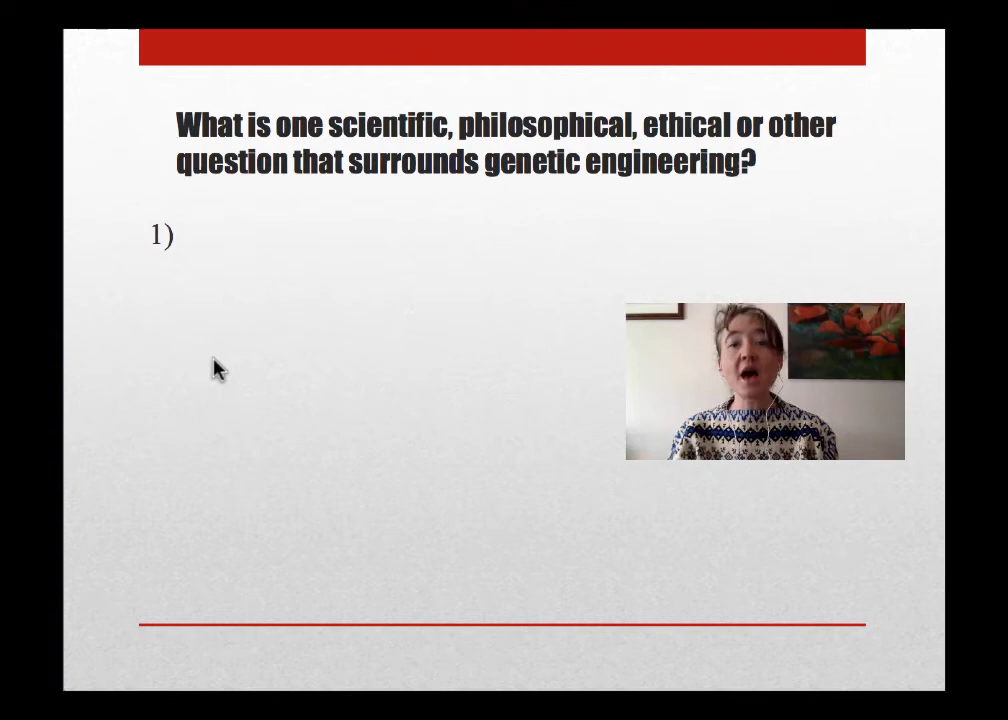 What is one scientific, philosophical, ethical or other
question that surrounds genetic engineering?
1)